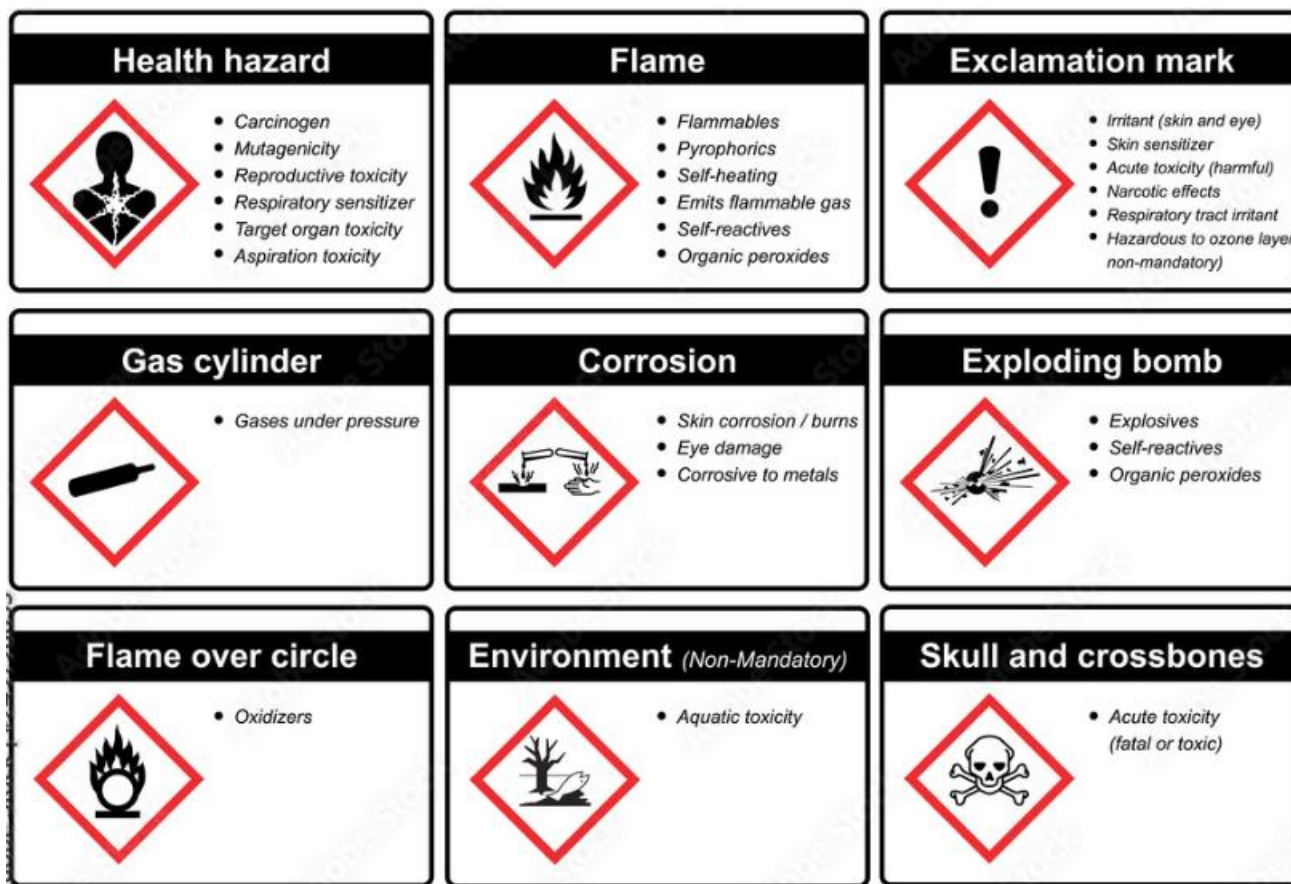 Health hazard
Carcinogen
Mutagenicity
Reproductive toxicity
Respiratory sensitizer
Target organ toxicity
Aspiration toxicity
Flame
Flammables
Pyrophorics
Self-heating
Emits flammable gas
Self-reactives
Organic peroxides
Exclamation mark
Irritant (skin and eye)
Skin sensitizer
Acute toxicity (harmful)
Narcotic effects
Respiratory tract irritant
Hazardous to ozone layer
non-mandatory)
Gas cylinder
Gases under pressure
Corrosion
Skin corrosion / burns
Eye damage
Corrosive to metals
Exploding bomb
Explosives
Self-reactives
Organic peroxides
Flame over circle
Oxidizers
Environment (Non-Mandatory)
Aquatic toxicity
Skull and crossbones
Acute toxicity
(fatal or toxic)
Adobe Stock